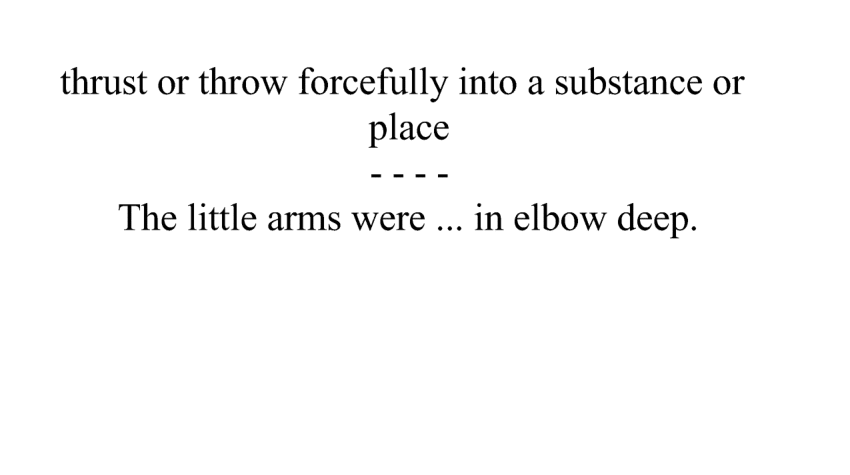 thrust or throw forcefully into a substance or
place
- - - -
The little arms were ... in elbow deep.